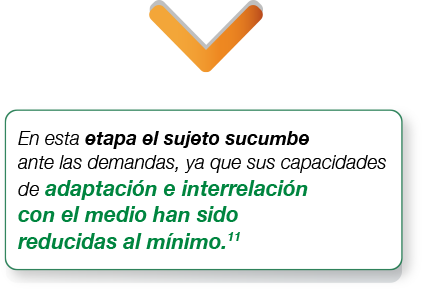 En esta etapa el sujeto sucumbe
ante las demandas, ya que sus capacidades
de adaptación e interrelación
con el medio han sido
reducidas al mínimo.¹¹